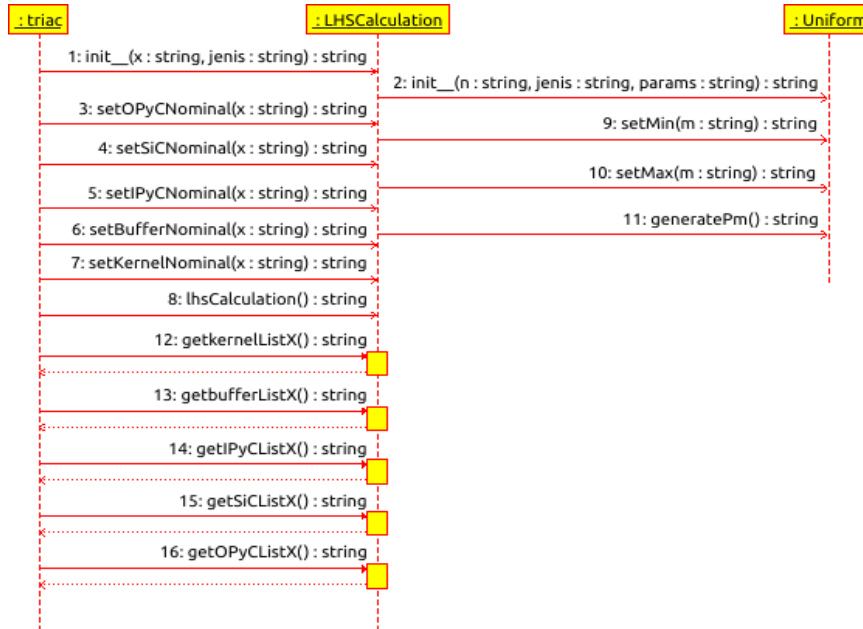 : triac
: LHSCalculation
: Uniform
1: init__(x : string, jenis : string) : string
2: init__(n : string, jenis : string, params : string) : string
3: setOPyCNominal(x : string) : string
9: setMin(m : string) : string
4: setSiCNominal(x : string) : string
10: setMax(m : string) : string
5: setIPyCNominal(x : string) : string
11: generatePm() : string
6: setBufferNominal(x : string) : string
7: setKernelNominal(x : string) : string
8: lhsCalculation() : string
12: getkernelListX() : string
13: getbufferListX() : string
14: getIPyCListX() : string
15: getSiCListX() : string
16: getOPyCListX() : string